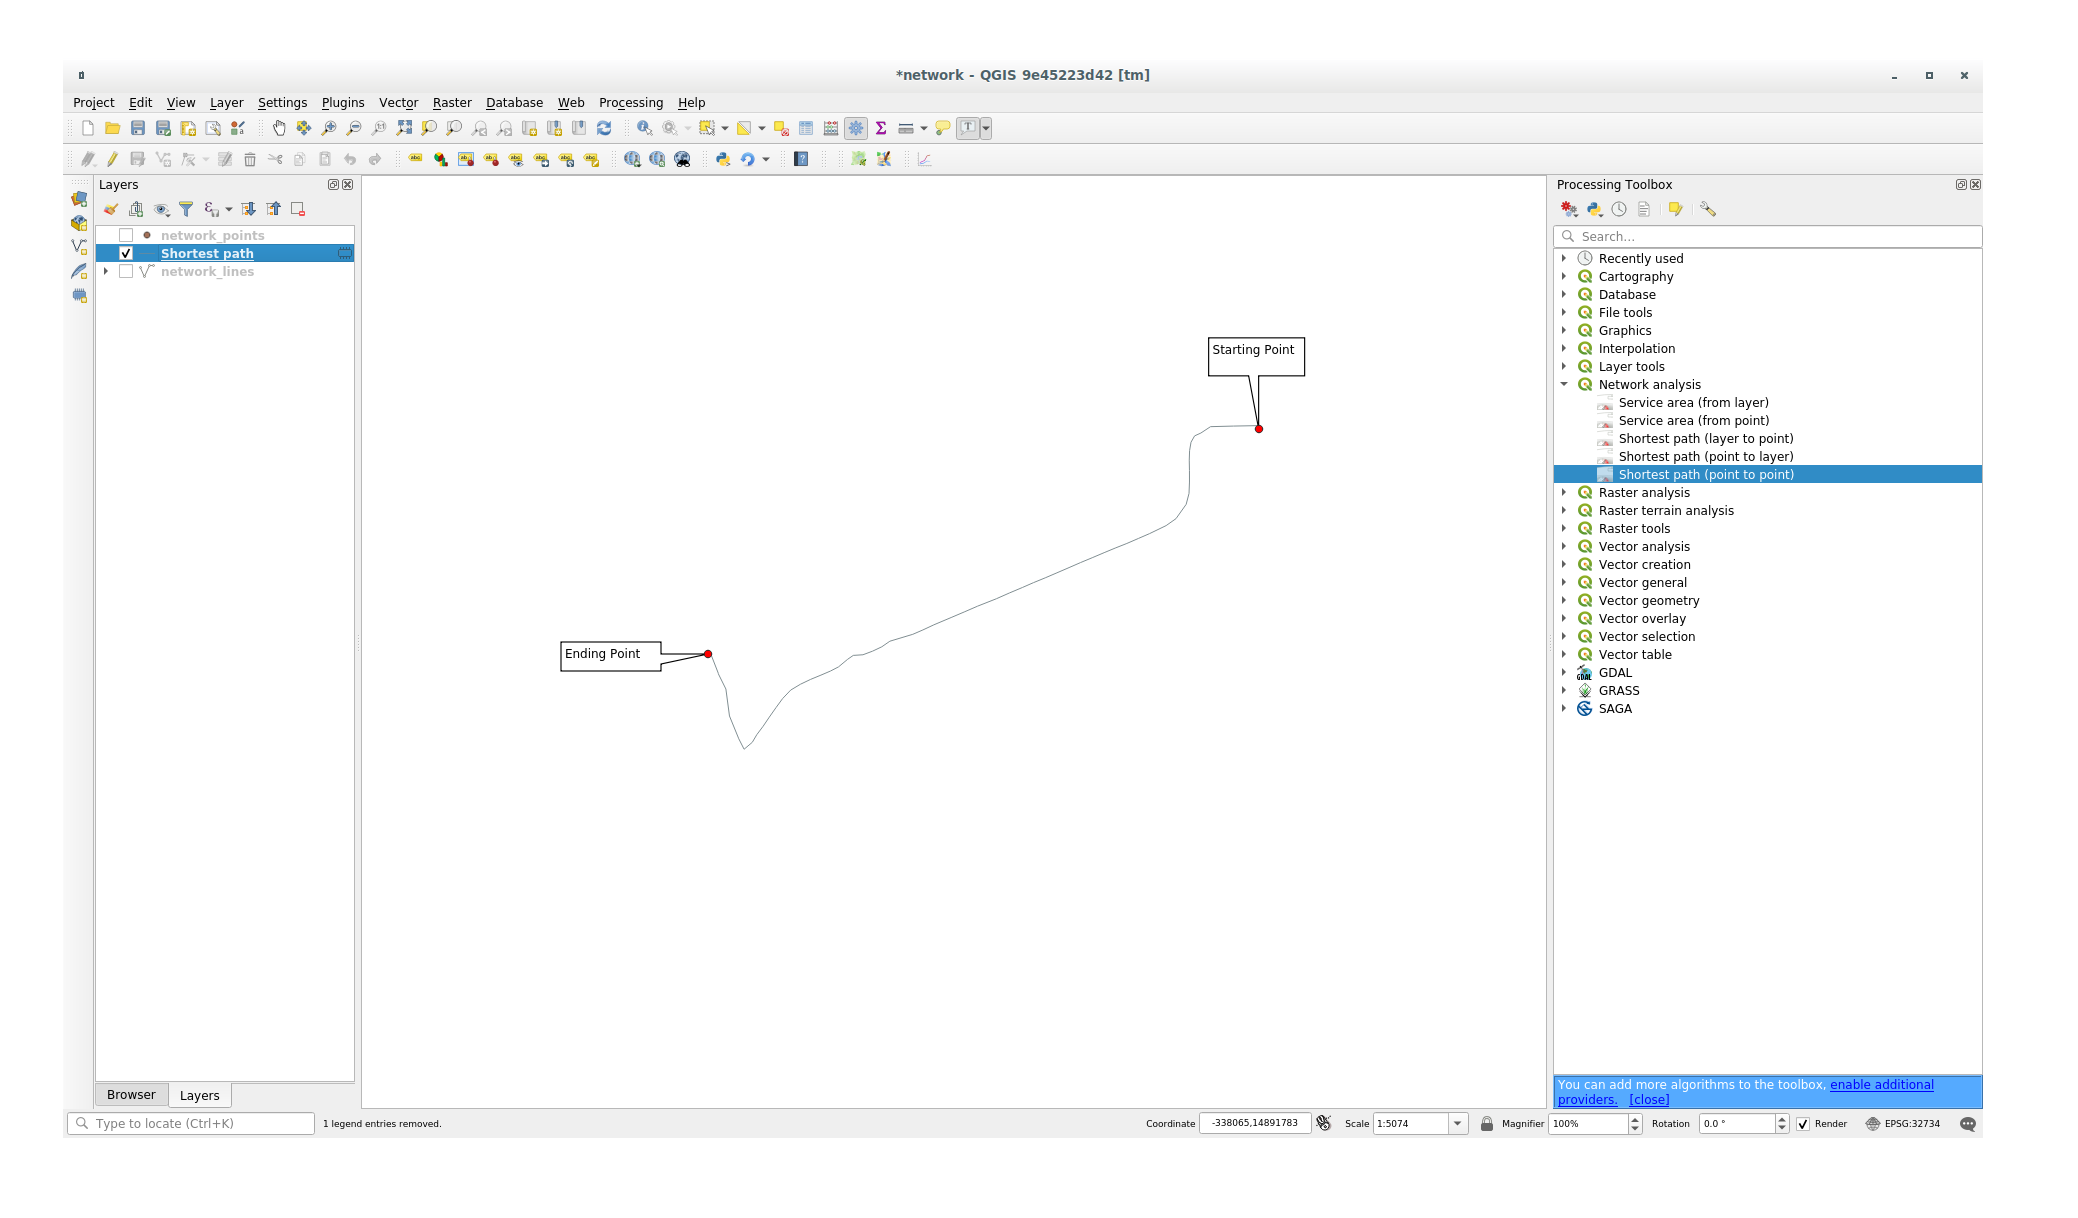 *network - QGIS 9e45223d42 [tm]
Project Edit View Layer Settings Plugins Vector Raster Database Web Processing Help
Layers
network_points
Shortest path
network_lines
Browser Layers
Starting Point
Ending Point
Processing Toolbox
Search...
Recently used
Cartography
Database
File tools
Graphics
Interpolation
Layer tools
Network analysis
Service area (from layer)
Service area (from point)
Shortest path (layer to point)
Shortest path (point to layer)
Shortest path (point to point)
Raster analysis
Raster terrain analysis
Raster tools
Vector analysis
Vector creation
Vector general
Vector geometry
Vector overlay
Vector selection
Vector table
GDAL
GRASS
SAGA
You can add more algorithms to the toolbox, enable additional
providers. [close]
Type to locate (Ctrl+K) 1 legend entries removed. Coordinate -338065,14891783 Scale 1:5074 Magnifier 100% Rotation 0.0 ° Render EPSG:32734